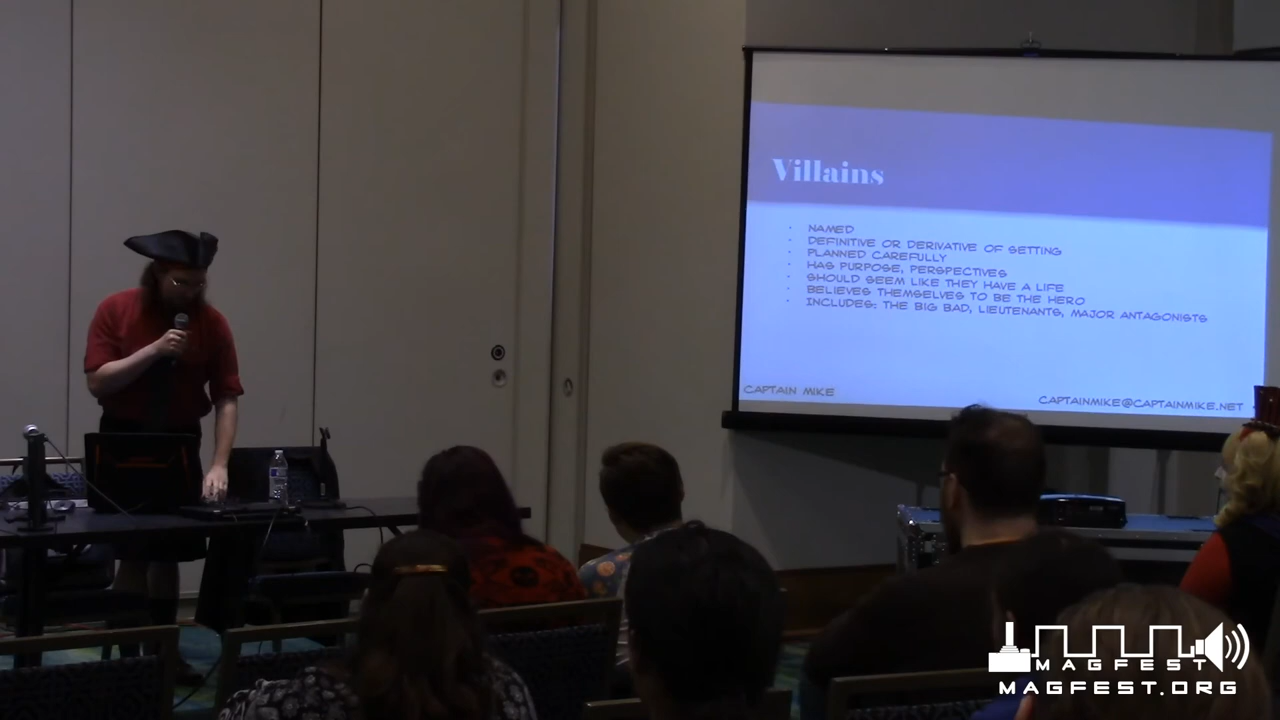 Villains
· NAMED
· DEFINITIVE OR DERIVATIVE OF SETTING
· PLANNED CAREFULLY
· HAS PURPOSE, PERSPECTIVES
· SHOULD SEEM LIKE THEY HAVE A LIFE
· BELIEVES THEMSELVES TO BE THE HERO
· INCLUDES: THE BIG BAD, LIEUTENANTS, MAJOR ANTAGONISTS
CAPTAIN MIKE
CAPTAINMIKE@CAPTAINMIKE.NET
MAGFEST
MAGFEST.ORG